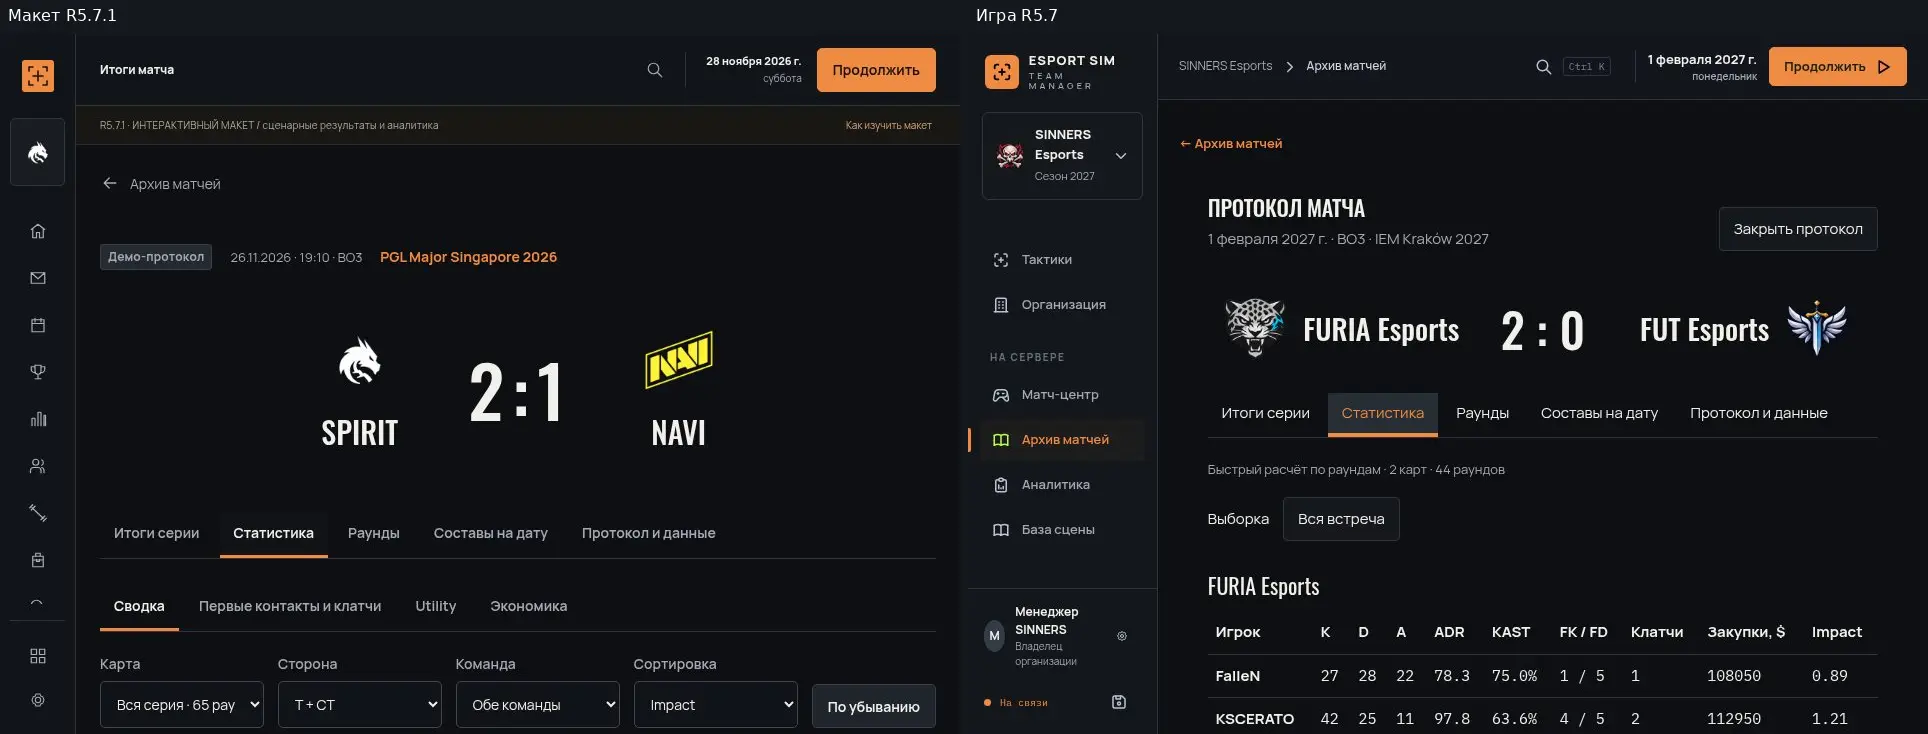 Макет R5.7.1
Итоги матча
28 ноября 2026 г.
суббота
Продолжить
R5.7.1 · ИНТЕРАКТИВНЫЙ МАКЕТ / сценарные результаты и аналитика
Как изучить макет
← Архив матчей
Демо-протокол
26.11.2026 · 19:10 · BO3
PGL Major Singapore 2026
NAVI
2:1
SPIRIT
NAVI
Итоги серии
Статистика
Раунды
Составы на дату
Протокол и данные
Сводка
Первые контакты и клатчи
Utility
Экономика
Карта
Сторона
Команда
Сортировка
Вся серия · 65 рау
T + CT
Обе команды
Impact
По убыванию
Игра R5.7
ESPORT SIM
TEAM
MANAGER
SINNERS
Esports
Сезон 2027
Тактики
Организация
НА СЕРВЕРЕ
Матч-центр
Архив матчей
Аналитика
База сцены
M
Менеджер
SINNERS
Владелец
организации
На связи
SINNERS Esports > Архив матчей
Ctrl K
1 февраля 2027 г.
понедельник
Продолжить
← Архив матчей
ПРОТОКОЛ МАТЧА
1 февраля 2027 г. · BO3 · IEM Kraków 2027
Закрыть протокол
FURIA Esports
2 : 0
FUT Esports
Итоги серии
Статистика
Раунды
Составы на дату
Протокол и данные
Быстрый расчёт по раундам · 2 карт · 44 раундов
Выборка
Вся встреча
FURIA Esports
Игрок K D A ADR KAST FK / FD Клатчи Закупки, $ Impact
FalleN 27 28 22 78.3 75.0% 1 / 5 1 108050 0.89
KSCERATO 42 25 11 97.8 63.6% 4 / 5 2 112950 1.21